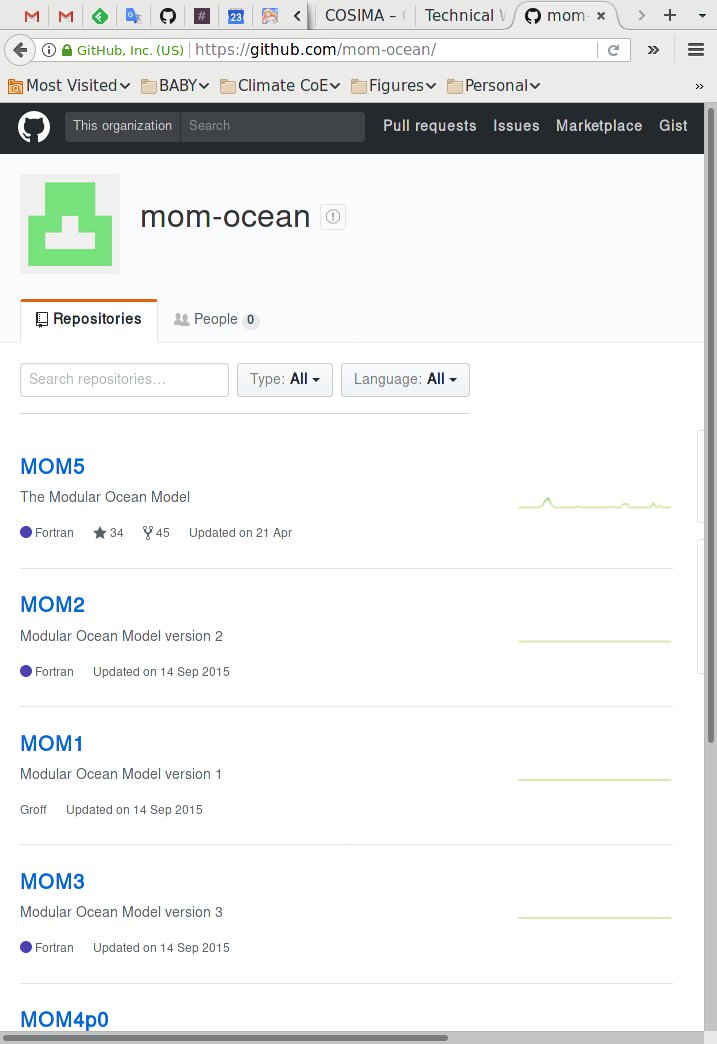 23 COSIMA – Technical mom-
GitHub, Inc. (US) https://github.com/mom-ocean/
Most Visited BABY Climate CoE Figures Personal
This organization Search Pull requests Issues Marketplace Gist
mom-ocean
Repositories People 0
Search repositories… Type: All Language: All
MOM5
The Modular Ocean Model
Fortran 34 45 Updated on 21 Apr
MOM2
Modular Ocean Model version 2
Fortran Updated on 14 Sep 2015
MOM1
Modular Ocean Model version 1
Groff Updated on 14 Sep 2015
MOM3
Modular Ocean Model version 3
Fortran Updated on 14 Sep 2015
MOM4p0